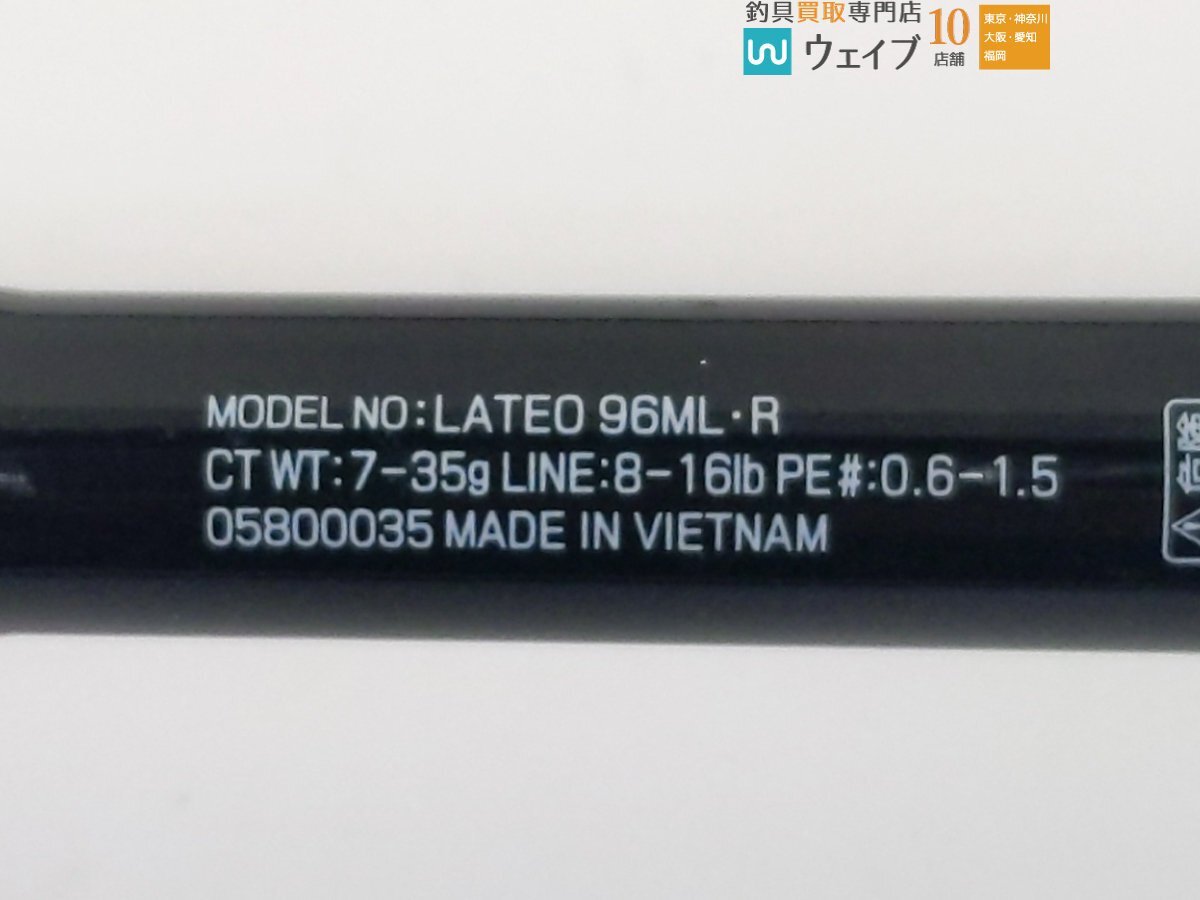 釣具買取専門店
ウェイブ
10
店舗
東京・神奈川
大阪・愛知
福岡
MODEL NO:LATEO 96ML·R
CT WT:7-35g LINE:8-16lb PE#:0.6-1.5
05800035 MADE IN VIETNAM